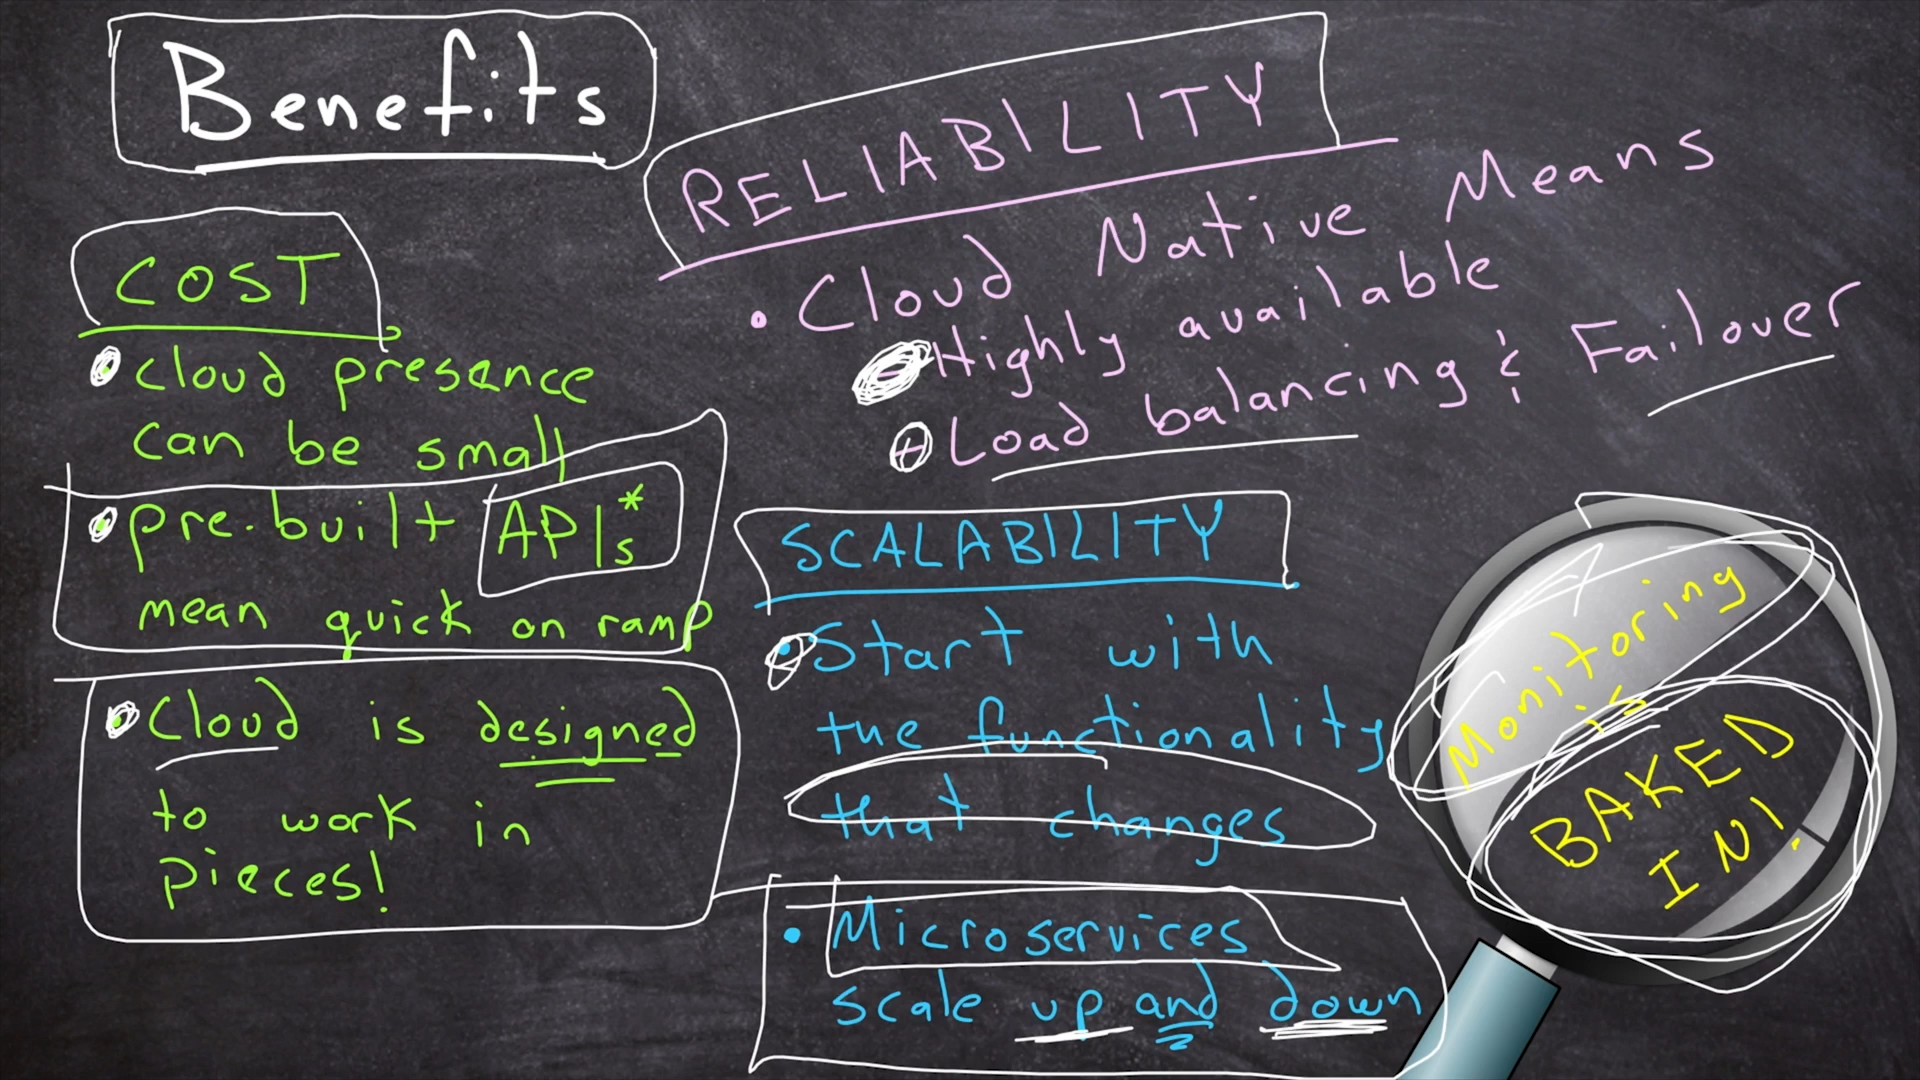 Benefits
COST
• Cloud presence
can be small
• pre-built APIs*
mean quick on ramp
• Cloud is designed
to work in
pieces!
RELIABILITY
• Cloud Native Means
- Highly available
+ Load balancing & Failover
SCALABILITY
• Start with
the functionality
that changes
• Microservices
scale up and down
Monitoring
is
BAKED
IN!